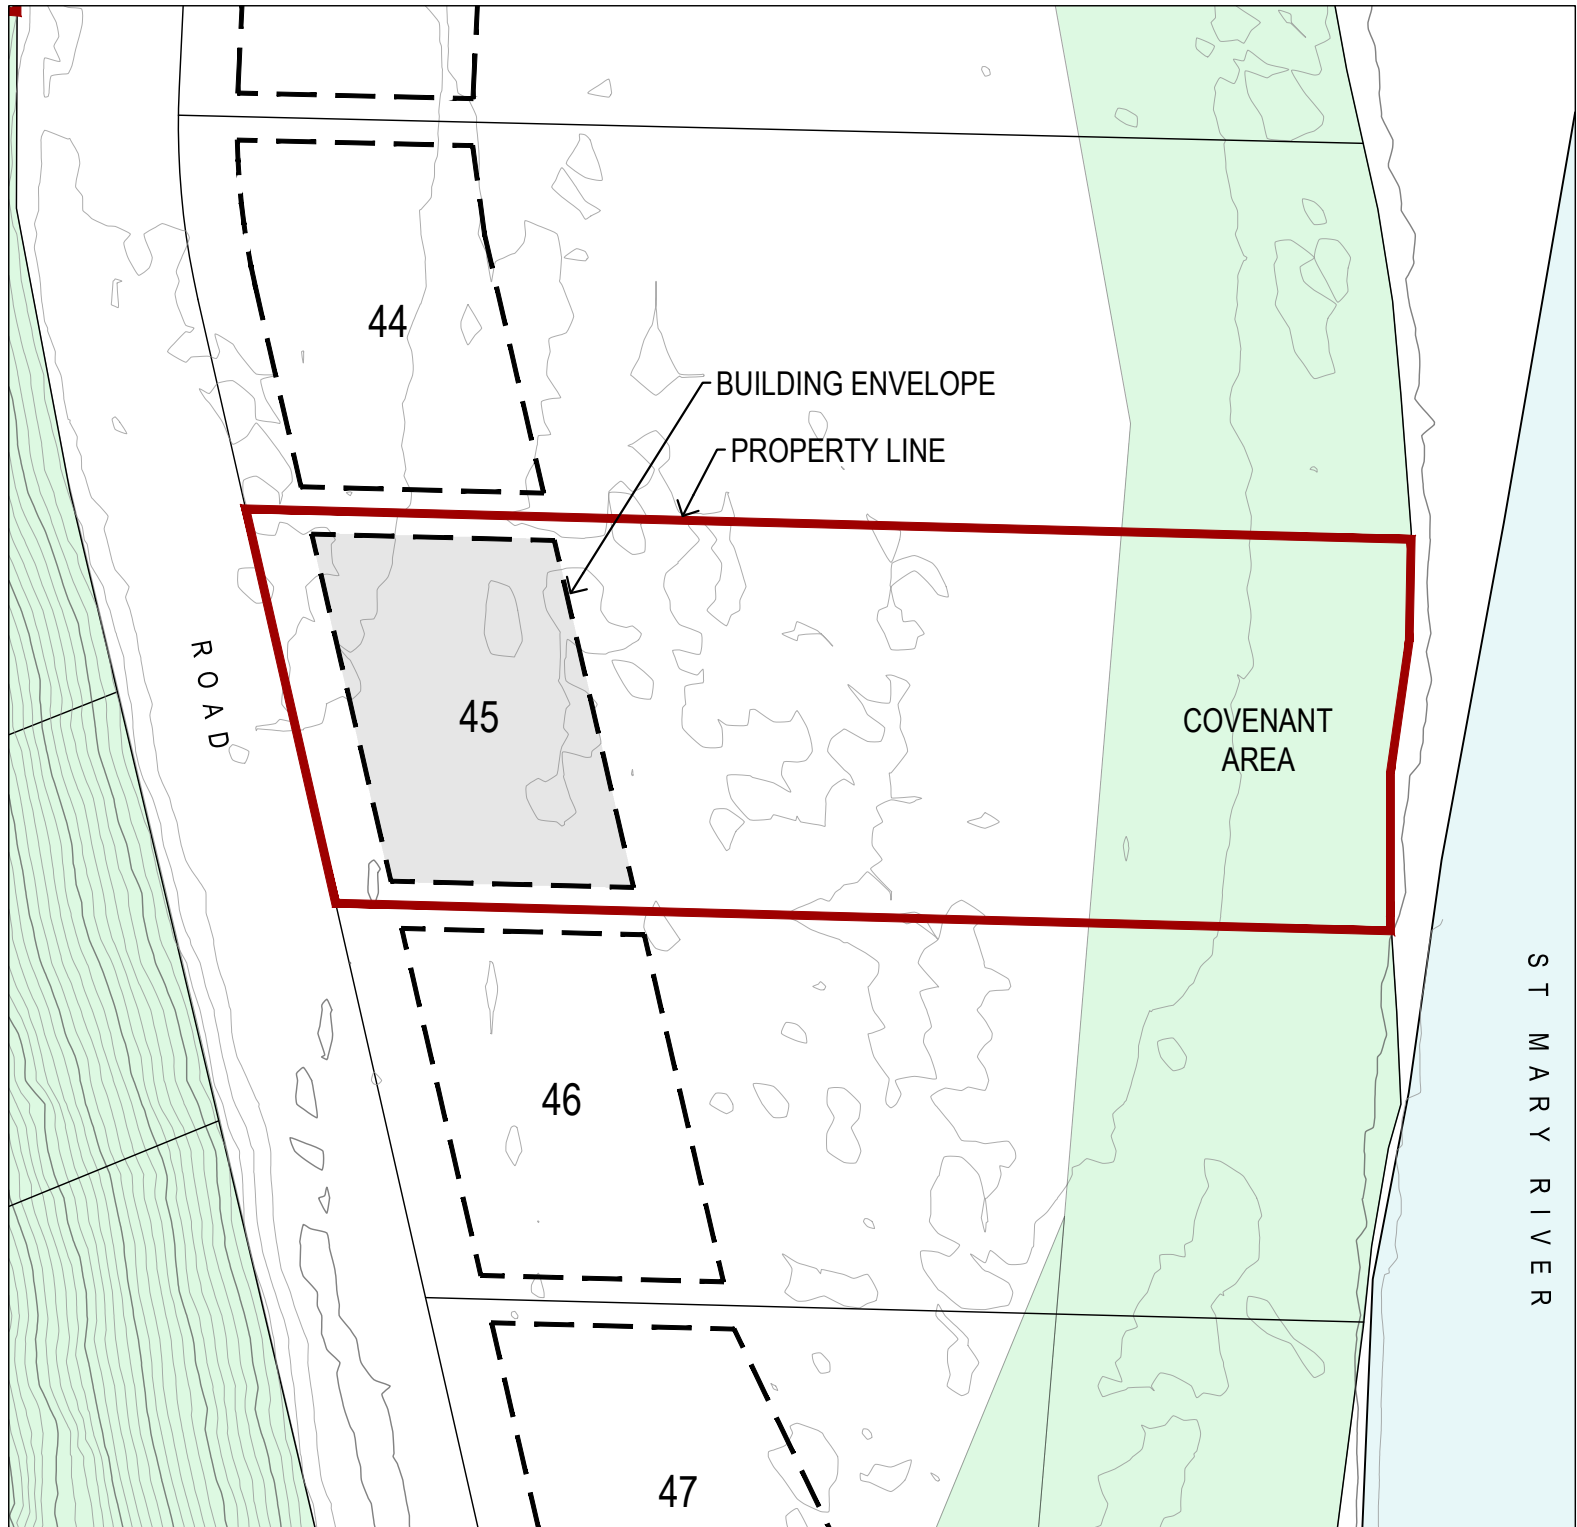 44
BUILDING ENVELOPE
PROPERTY LINE
ROAD
45
COVENANT
AREA
46
ST MARY RIVER
47